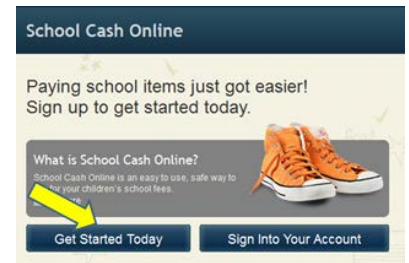 School Cash Online
Paying school items just got easier!
Sign up to get started today.
What is School Cash Online?
School Cash Online is an easy to use, safe way to
for your children's school fees.
Get Started Today
Sign Into Your Account